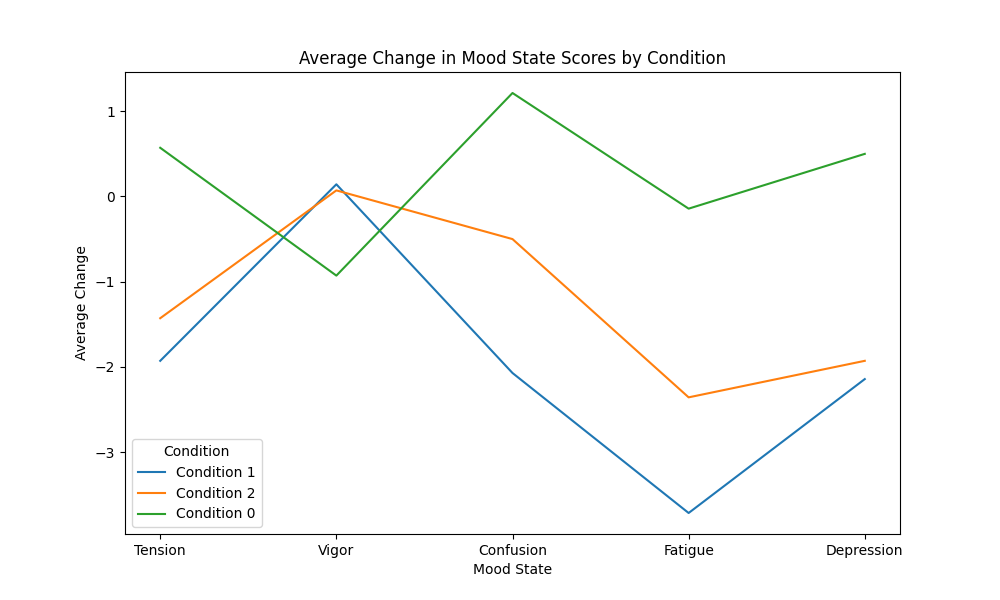 Average Change in Mood State Scores by Condition
Average Change
1
0
−1
−2
−3
Condition
Condition 1
Condition 2
Condition 0
Tension Vigor Confusion Fatigue Depression
Mood State